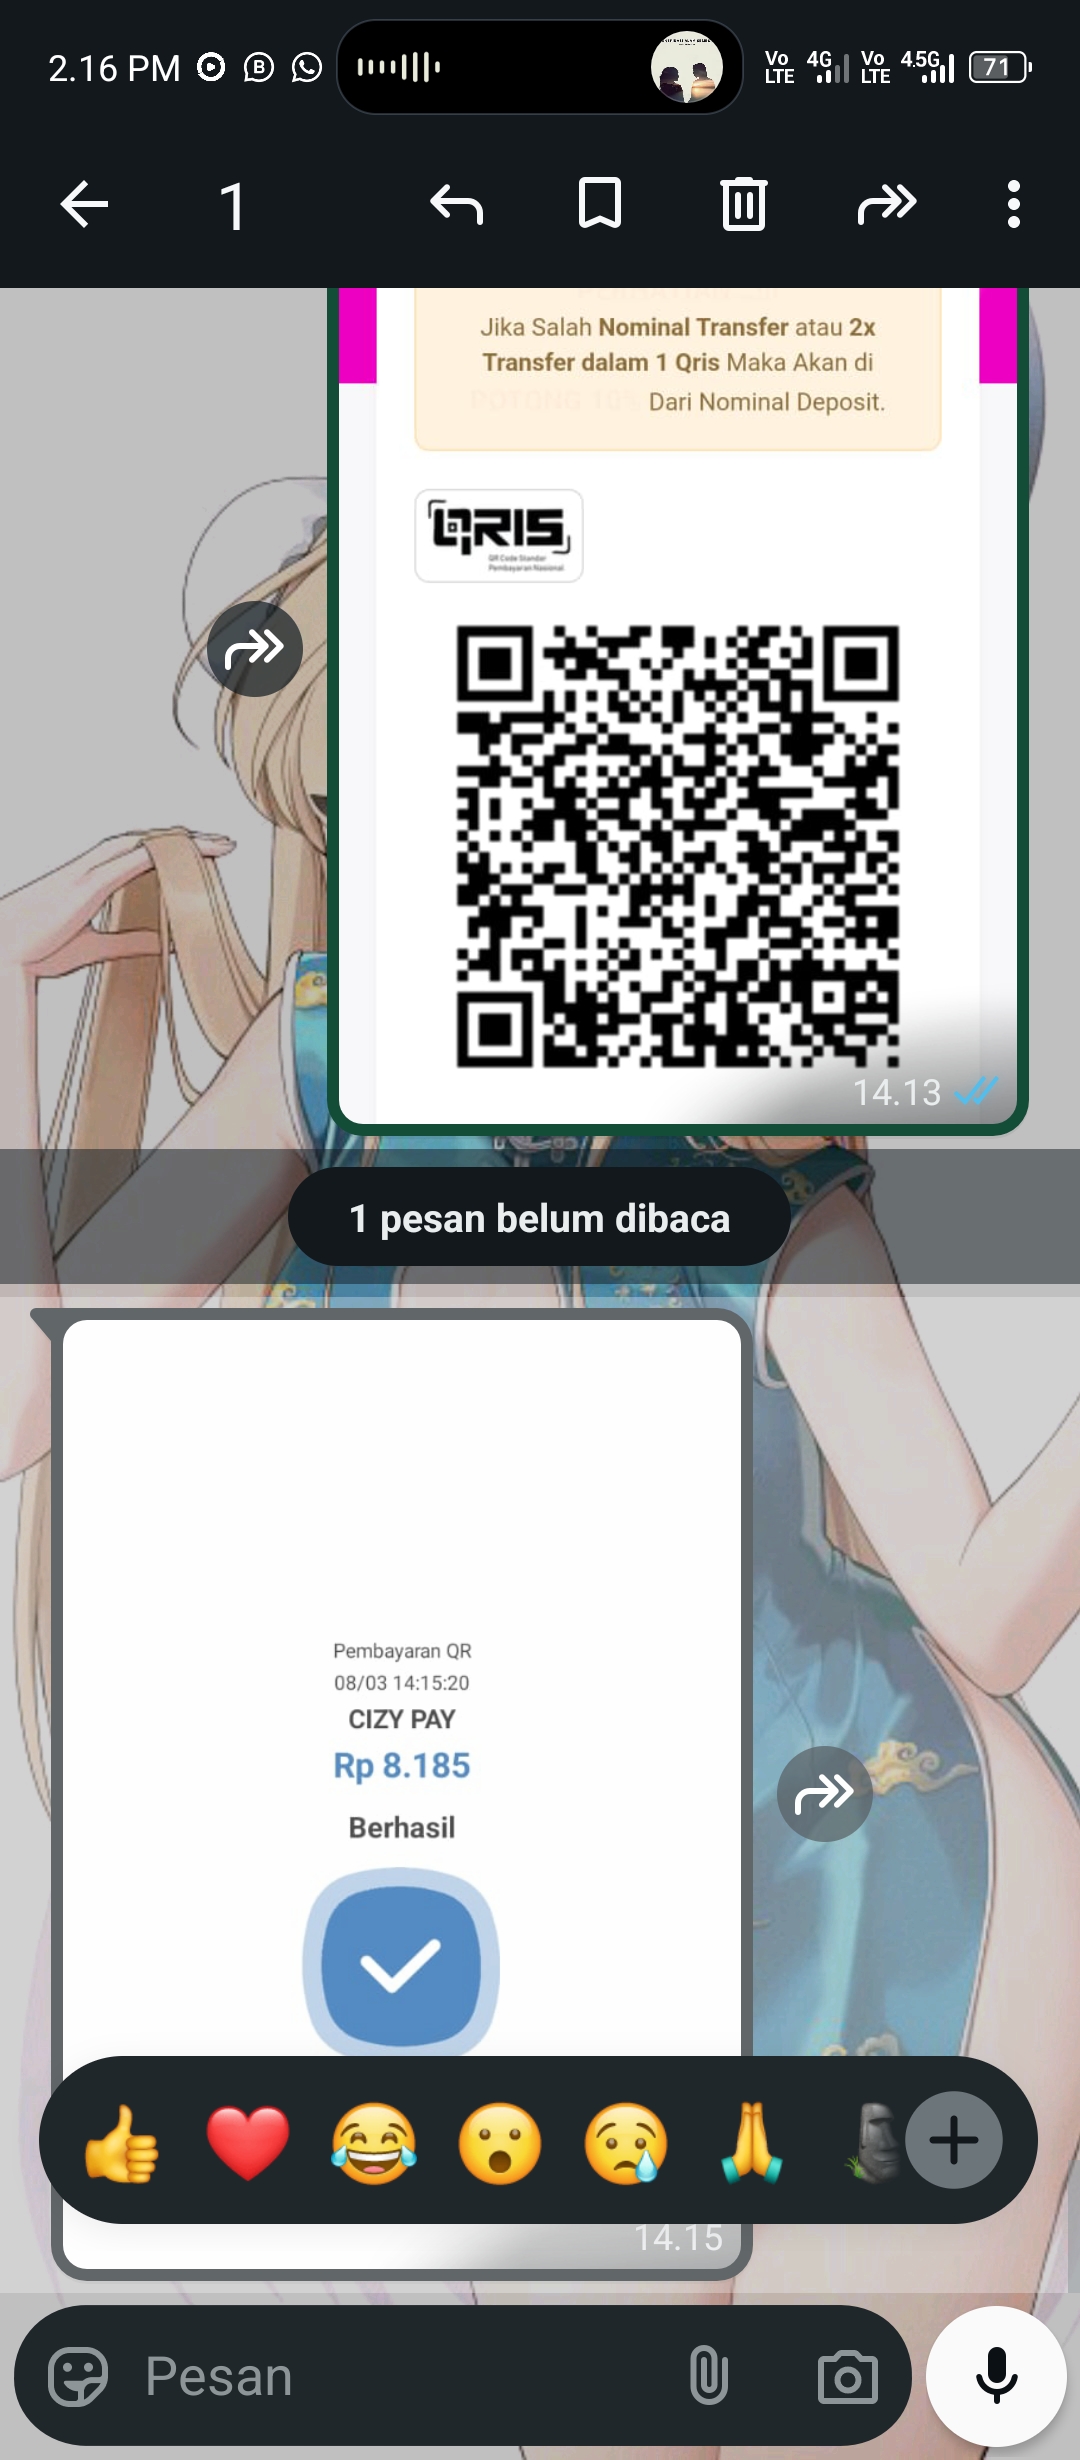 2.16 PM
Vo LTE 4G Vo LTE 4.5G 71
1
Jika Salah Nominal Transfer atau 2x
Transfer dalam 1 Qris Maka Akan di
POTONG 10% Dari Nominal Deposit.
QRIS
QR Code Standar
Pembayaran Nasional
14.13
1 pesan belum dibaca
Pembayaran QR
08/03 14:15:20
CIZY PAY
Rp 8.185
Berhasil
14.15
Pesan